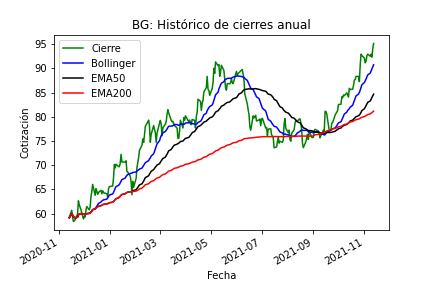 BG: Histórico de cierres anual
Cierre
Bollinger
EMA50
EMA200
Cotización
95
90
85
80
75
70
65
60
2020-11
2021-01
2021-03
2021-05
2021-07
2021-09
2021-11
Fecha